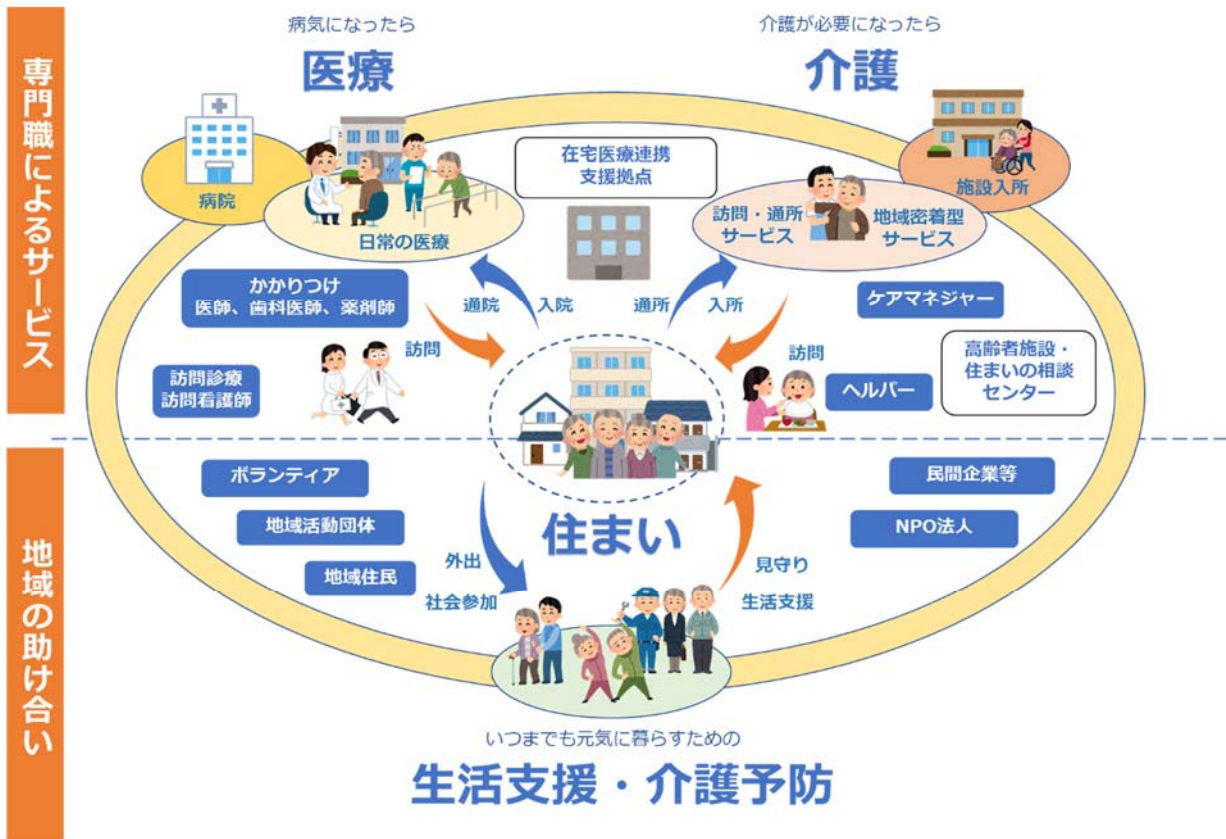 専門職によるサービス
病気になったら
医療
介護が必要になったら
介護
病院
日常の医療
在宅医療連携
支援拠点
訪問・通所
サービス
地域密着型
サービス
施設入所
かかりつけ
医師、歯科医師、薬剤師
通院
入院
通所
入所
ケアマネジャー
訪問
訪問
訪問診療
訪問看護師
ヘルパー
高齢者施設・
住まいの相談
センター
地域の助け合い
ボランティア
地域活動団体
地域住民
住まい
民間企業等
NPO法人
外出
社会参加
見守り
生活支援
いつまでも元気に暮らすための
生活支援・介護予防